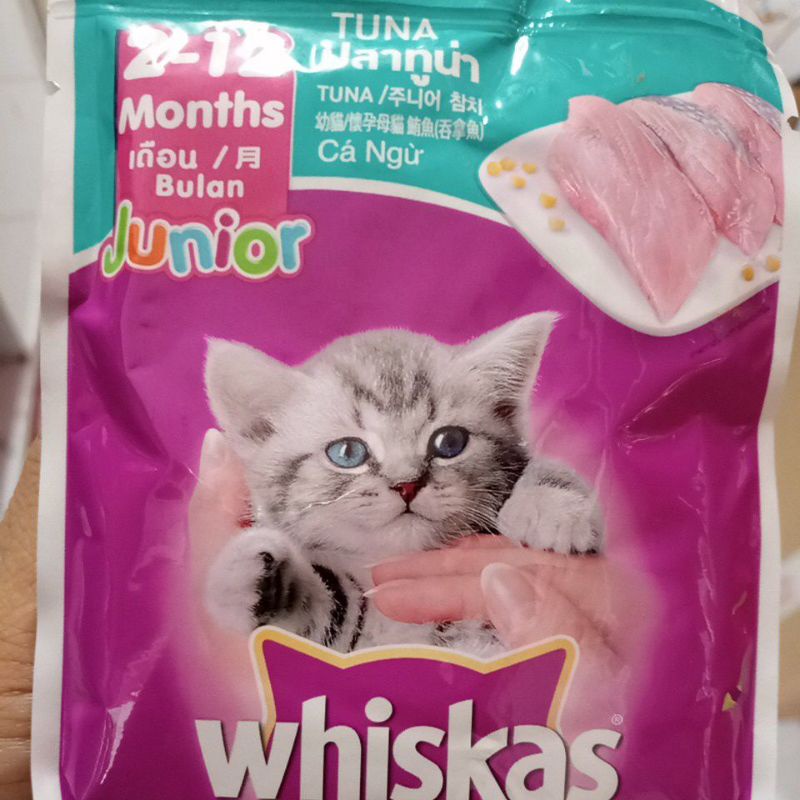 2-12
Months
เดือน / 月
Bulan
Junior
TUNA
ปลาทูน่า
TUNA /주니어 참치
幼貓/懷孕母貓 鮪魚(吞拿魚)
Cá Ngừ
whiskas®